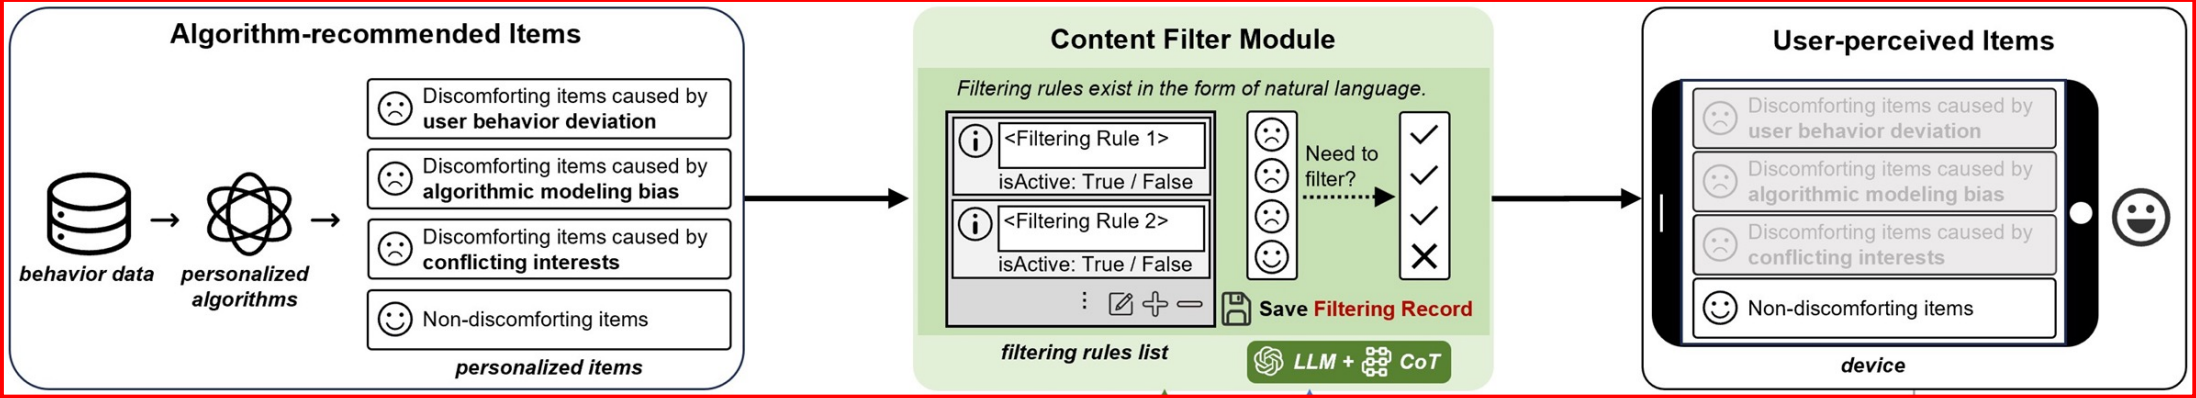 Algorithm-recommended Items
behavior data
personalized
algorithms
Discomforting items caused by
user behavior deviation
Discomforting items caused by
algorithmic modeling bias
Discomforting items caused by
conflicting interests
Non-discomforting items
personalized items
Content Filter Module
Filtering rules exist in the form of natural language.
<Filtering Rule 1>
isActive: True / False
<Filtering Rule 2>
isActive: True / False
filtering rules list
Need to
filter?
Save Filtering Record
LLM + CoT
User-perceived Items
Discomforting items caused by
user behavior deviation
Discomforting items caused by
algorithmic modeling bias
Discomforting items caused by
conflicting interests
Non-discomforting items
device